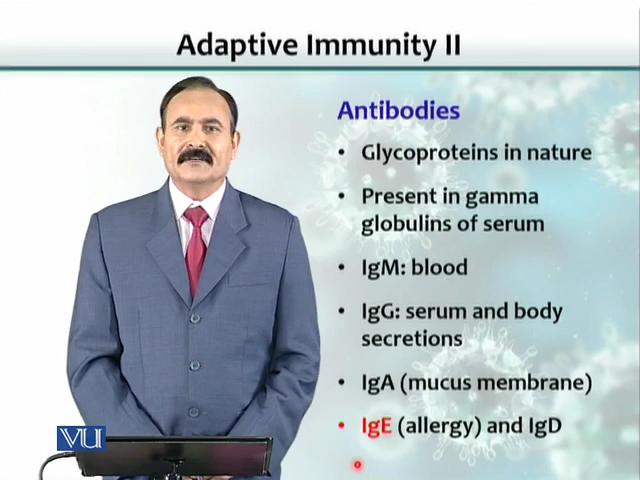 Adaptive Immunity II
Antibodies
• Glycoproteins in nature
• Present in gamma
globulins of serum
• IgM: blood
• IgG: serum and body
secretions
• IgA (mucus membrane)
• IgE (allergy) and IgD
VU